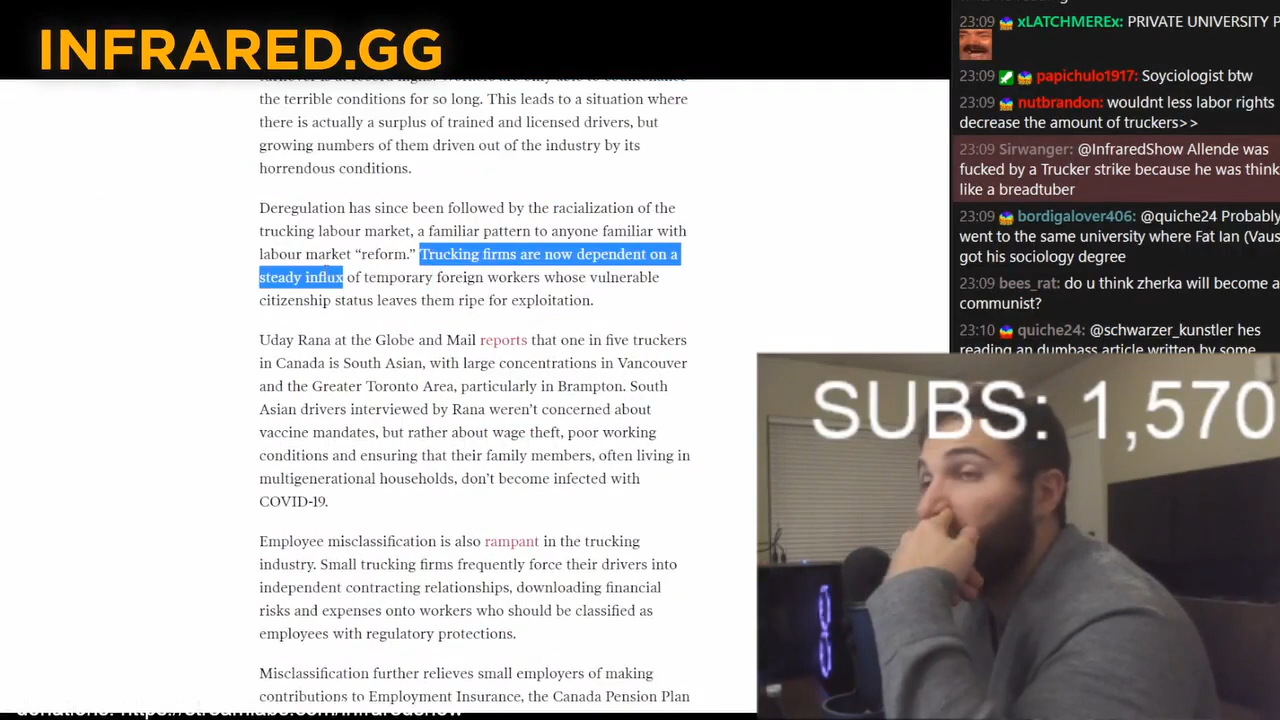 INFRARED.GG
the terrible conditions for so long. This leads to a situation where
there is actually a surplus of trained and licensed drivers, but
growing numbers of them driven out of the industry by its
horrendous conditions.
Deregulation has since been followed by the racialization of the
trucking labour market, a familiar pattern to anyone familiar with
labour market “reform.” Trucking firms are now dependent on a
steady influx of temporary foreign workers whose vulnerable
citizenship status leaves them ripe for exploitation.
Uday Rana at the Globe and Mail reports that one in five truckers
in Canada is South Asian, with large concentrations in Vancouver
and the Greater Toronto Area, particularly in Brampton. South
Asian drivers interviewed by Rana weren’t concerned about
vaccine mandates, but rather about wage theft, poor working
conditions and ensuring that their family members, often living in
multigenerational households, don’t become infected with
COVID-19.
Employee misclassification is also rampant in the trucking
industry. Small trucking firms frequently force their drivers into
independent contracting relationships, downloading financial
risks and expenses onto workers who should be classified as
employees with regulatory protections.
Misclassification further relieves small employers of making
contributions to Employment Insurance, the Canada Pension Plan
23:09 xLATCHMEREx: PRIVATE UNIVERSITY P
23:09 papichulo1917: Soyciologist btw
23:09 nutbrandon: wouldnt less labor rights
decrease the amount of truckers>>
23:09 Sirwanger: @InfraredShow Allende was
fucked by a Trucker strike because he was think
like a breadtuber
23:09 bordigalover406: @quiche24 Probably
went to the same university where Fat Ian (Vaus
got his sociology degree
23:09 bees_rat: do u think zherka will become a
communist?
23:10 quiche24: @schwarzer_kunstler hes
reading an dumbass article written by some
SUBS: 1,570